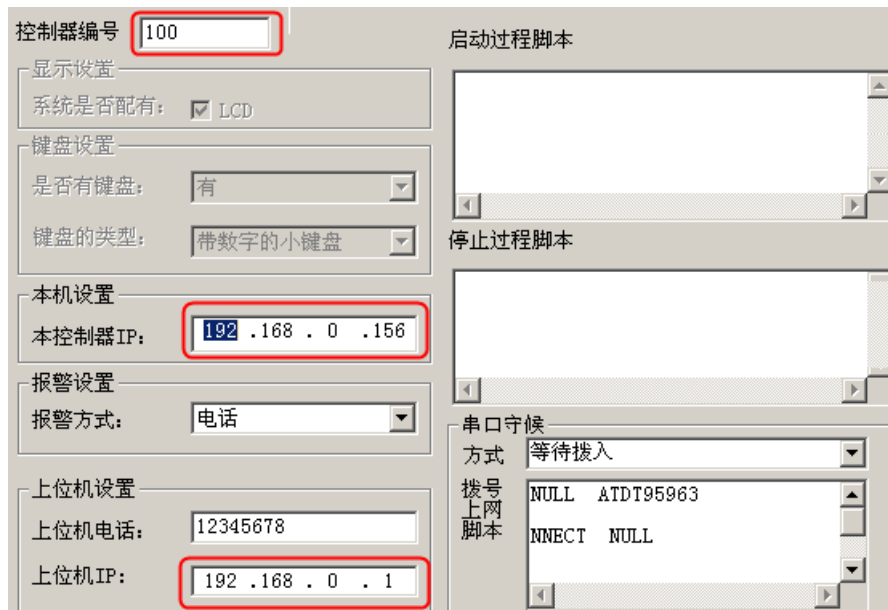 控制器编号 100
显示设置
系统是否配有: LCD
键盘设置
是否有键盘: 有
键盘的类型: 带数字的小键盘
本机设置
本控制器IP: 192 .168 . 0 .156
报警设置
报警方式: 电话
上位机设置
上位机电话: 12345678
上位机IP: 192 .168 . 0 . 1
启动过程脚本
停止过程脚本
串口守候
方式 等待拨入
拨号上网脚本
NULL ATDT95963
NNECT NULL